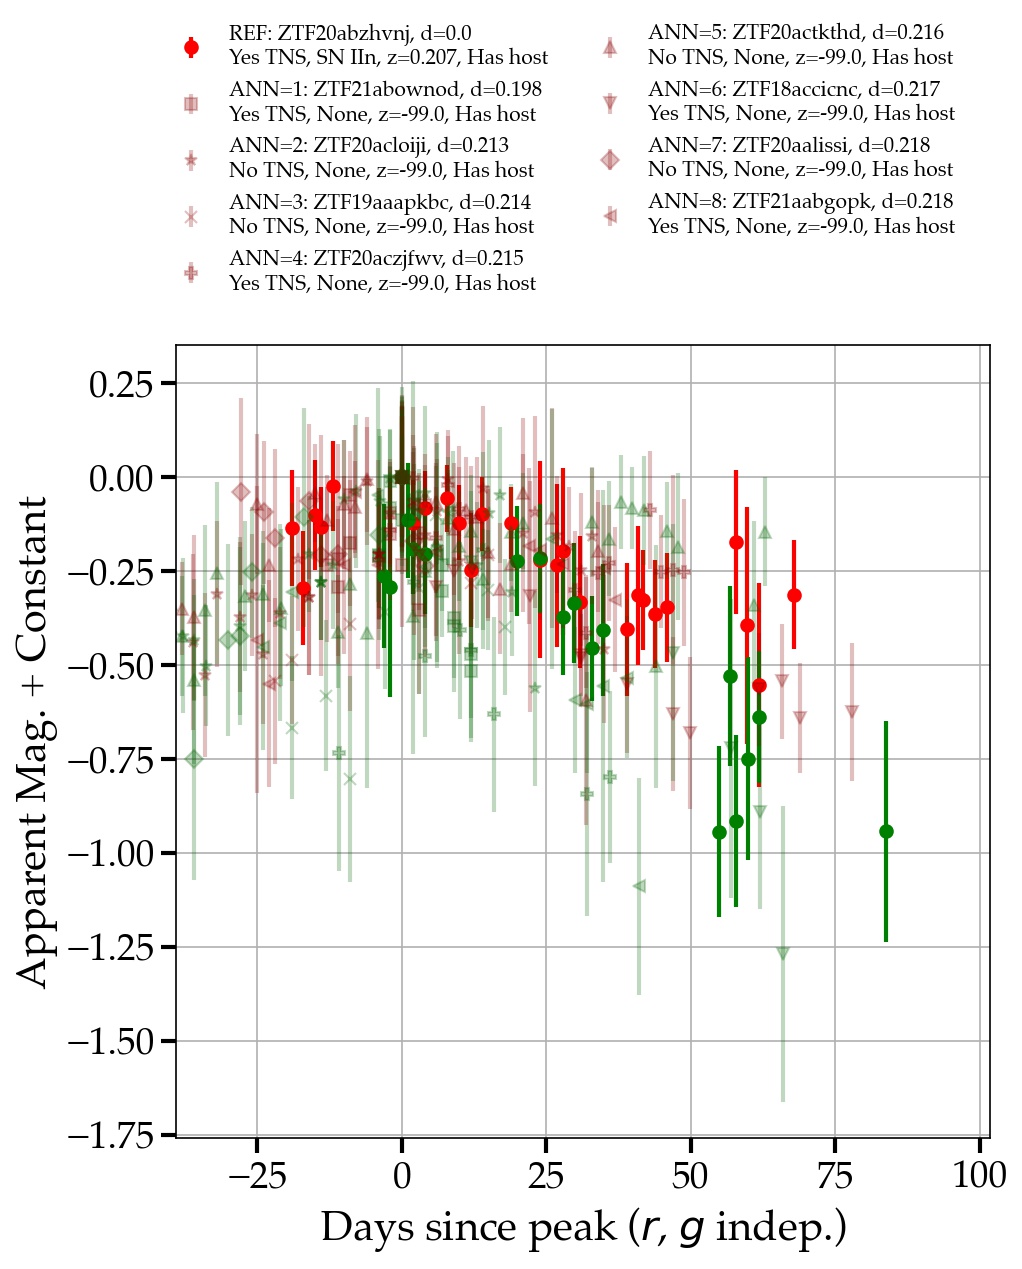 REF: ZTF20abzhvnj, d=0.0
Yes TNS, SN IIn, z=0.207, Has host
ANN=1: ZTF21abownod, d=0.198
Yes TNS, None, z=-99.0, Has host
ANN=2: ZTF20acloiji, d=0.213
No TNS, None, z=-99.0, Has host
ANN=3: ZTF19aaapkbc, d=0.214
No TNS, None, z=-99.0, Has host
ANN=4: ZTF20aczjfwv, d=0.215
Yes TNS, None, z=-99.0, Has host
ANN=5: ZTF20actkthd, d=0.216
No TNS, None, z=-99.0, Has host
ANN=6: ZTF18accicnc, d=0.217
Yes TNS, None, z=-99.0, Has host
ANN=7: ZTF20aalissi, d=0.218
No TNS, None, z=-99.0, Has host
ANN=8: ZTF21aabgopk, d=0.218
Yes TNS, None, z=-99.0, Has host
Apparent Mag. + Constant
0.25
0.00
−0.25
−0.50
−0.75
−1.00
−1.25
−1.50
−1.75
−25 0 25 50 75 100
Days since peak (r, g indep.)